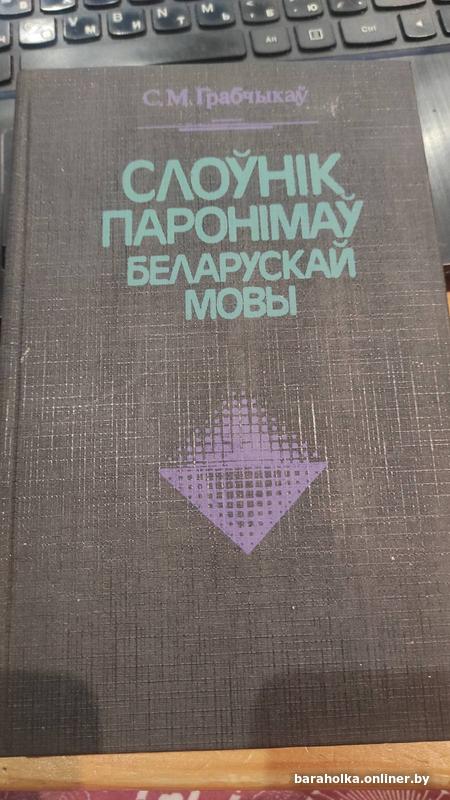 С. М. Грабчыкаў
СЛОЎНІК
ПАРОНІМАЎ
БЕЛАРУСКАЙ
МОВЫ
baraholka.onliner.by